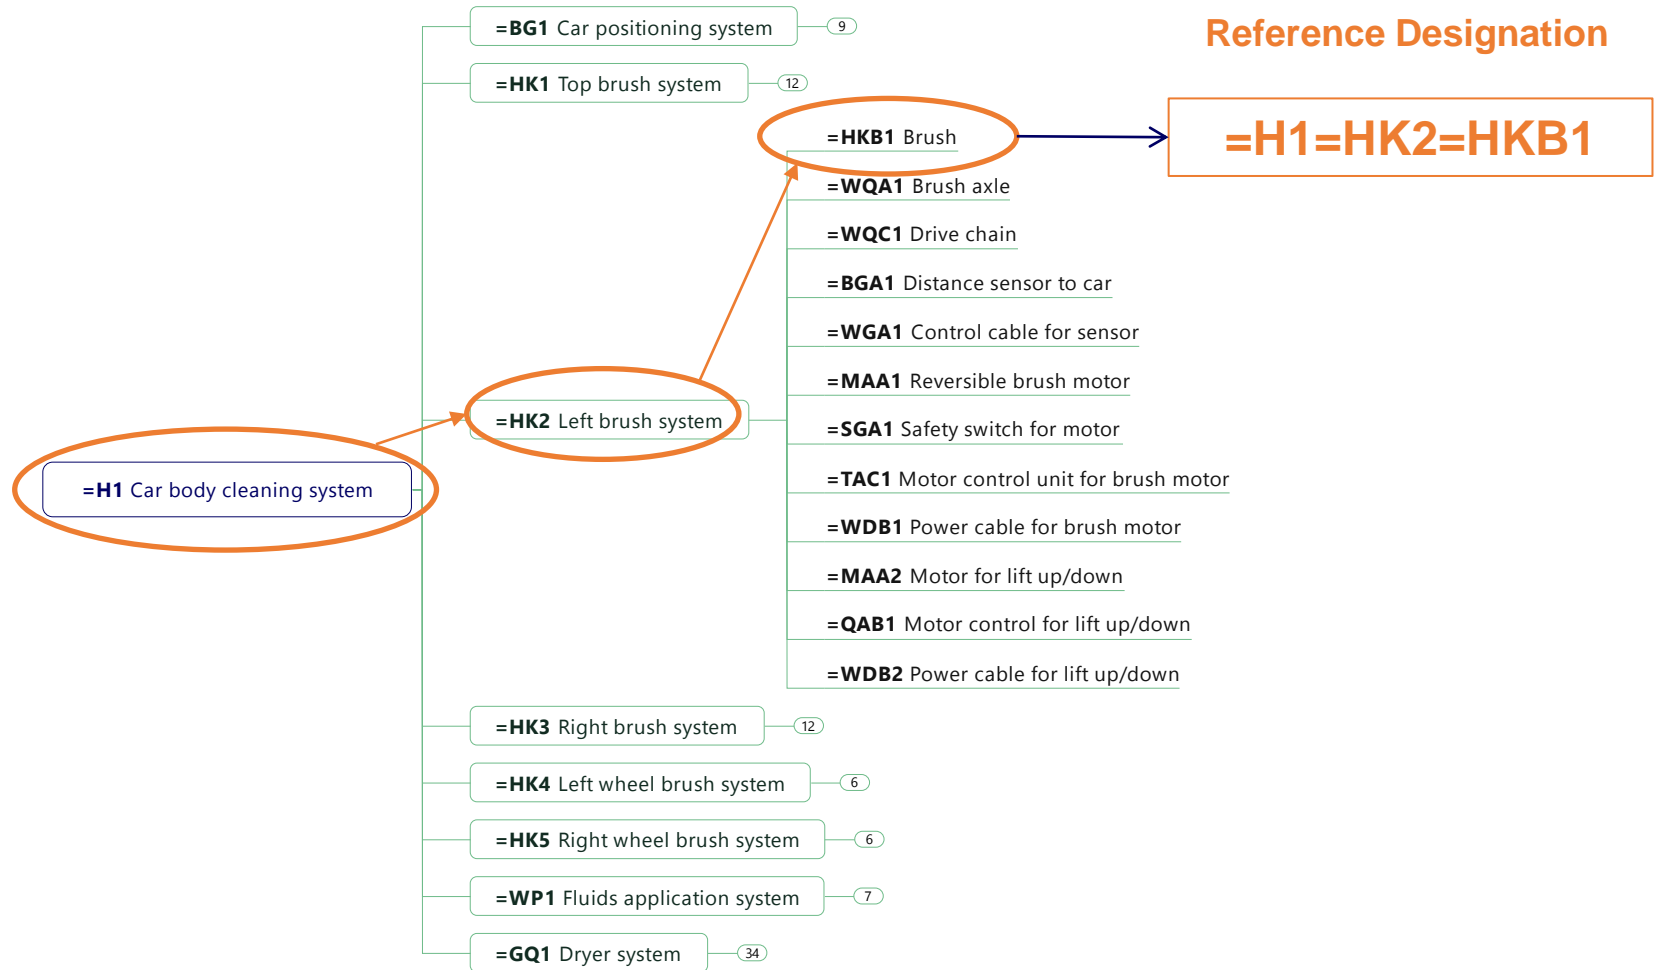 Reference Designation
=BG1 Car positioning system 9
=HK1 Top brush system 12
=HKB1 Brush
=H1=HK2=HKB1
=WQA1 Brush axle
=WQC1 Drive chain
=BGA1 Distance sensor to car
=WGA1 Control cable for sensor
=MAA1 Reversible brush motor
=HK2 Left brush system
=SGA1 Safety switch for motor
=TAC1 Motor control unit for brush motor
=H1 Car body cleaning system
=WDB1 Power cable for brush motor
=MAA2 Motor for lift up/down
=QAB1 Motor control for lift up/down
=WDB2 Power cable for lift up/down
=HK3 Right brush system 12
=HK4 Left wheel brush system 6
=HK5 Right wheel brush system 6
=WP1 Fluids application system 7
=GQ1 Dryer system 34